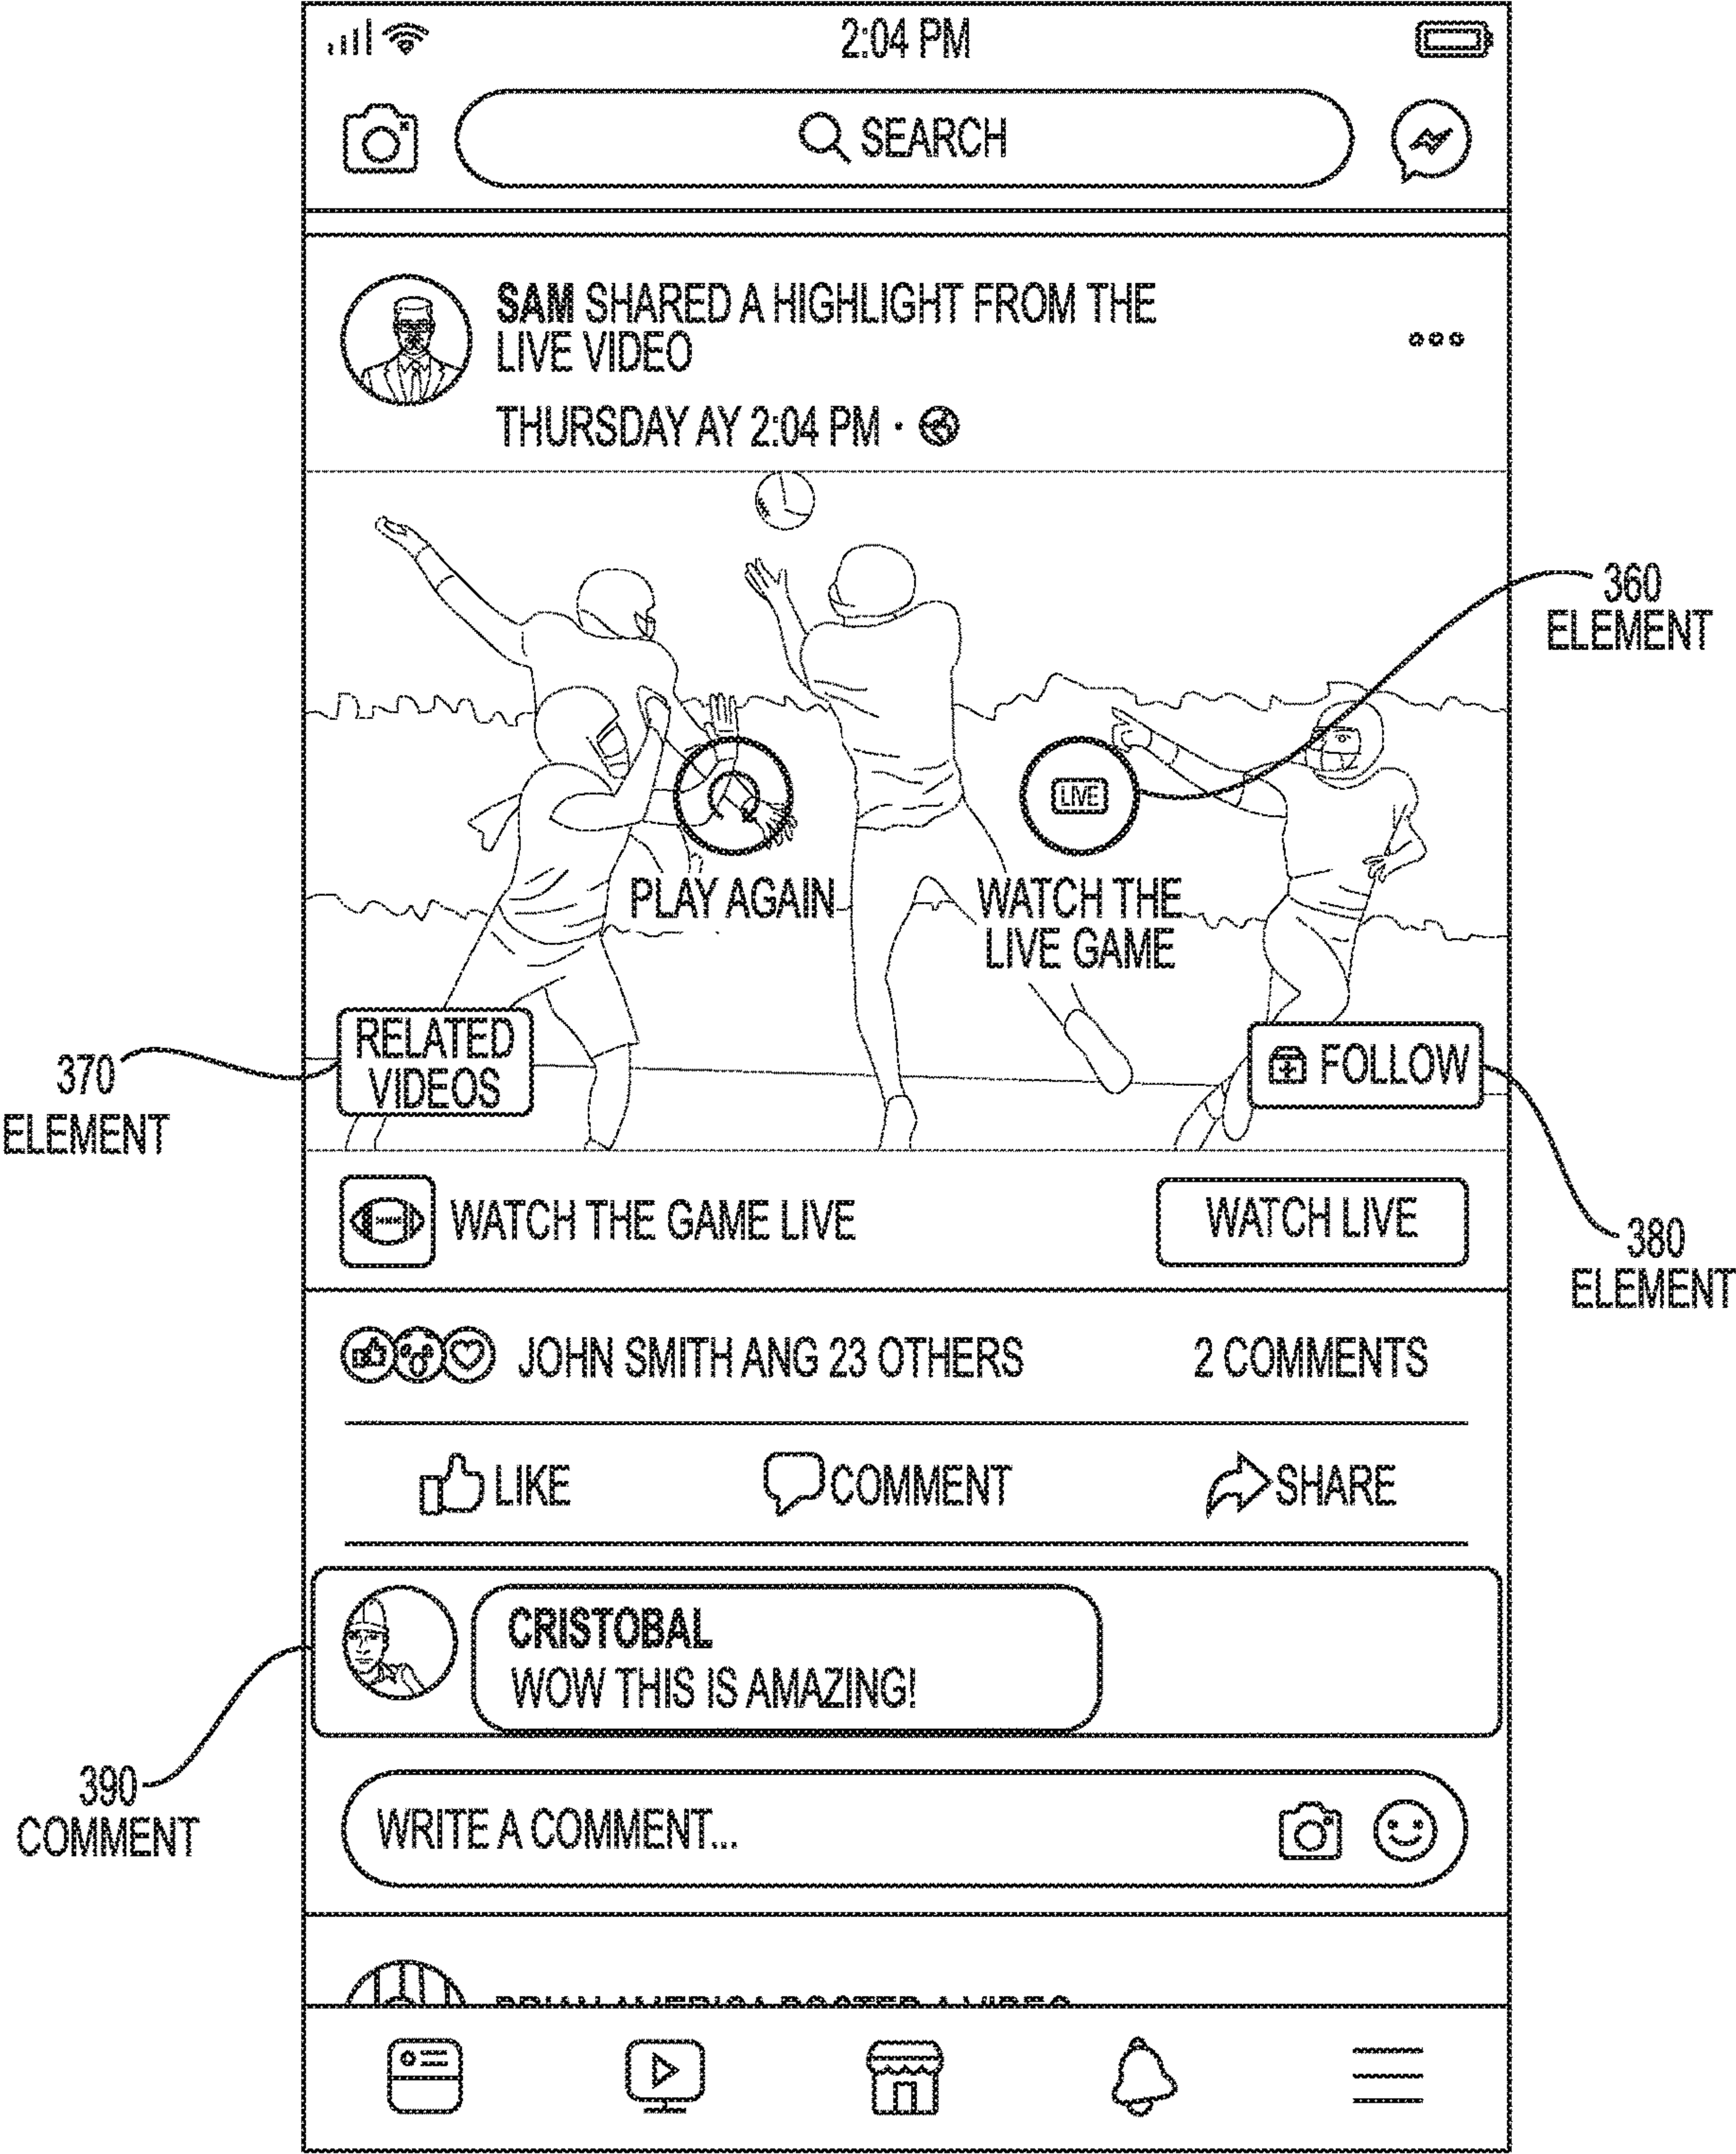 2:04 PM
SEARCH
SAM SHARED A HIGHLIGHT FROM THE
LIVE VIDEO
THURSDAY AY 2:04 PM ·
360
ELEMENT
LIVE
PLAY AGAIN
WATCH THE
LIVE GAME
RELATED
VIDEOS
FOLLOW
370
ELEMENT
WATCH THE GAME LIVE
WATCH LIVE
380
ELEMENT
JOHN SMITH ANG 23 OTHERS
2 COMMENTS
LIKE
COMMENT
SHARE
CRISTOBAL
WOW THIS IS AMAZING!
390
COMMENT
WRITE A COMMENT...